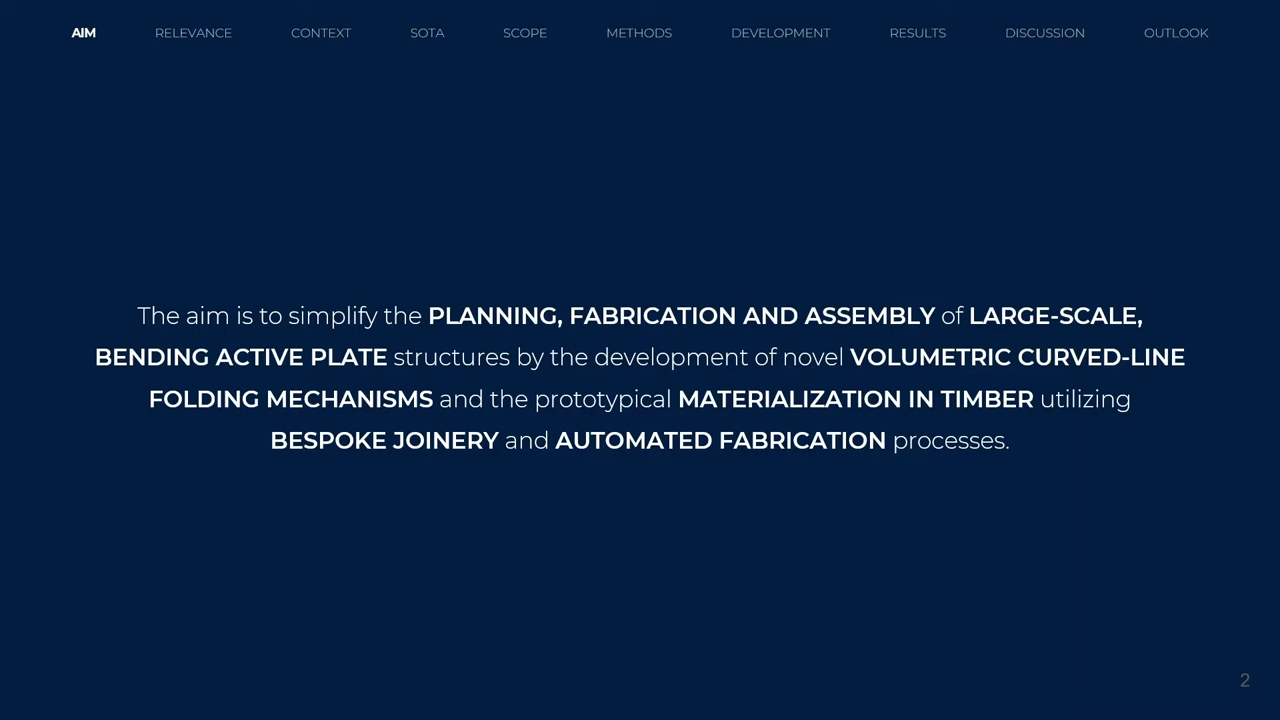 AIM RELEVANCE CONTEXT SOTA SCOPE METHODS DEVELOPMENT RESULTS DISCUSSION OUTLOOK
The aim is to simplify the PLANNING, FABRICATION AND ASSEMBLY of LARGE-SCALE,
BENDING ACTIVE PLATE structures by the development of novel VOLUMETRIC CURVED-LINE
FOLDING MECHANISMS and the prototypical MATERIALIZATION IN TIMBER utilizing
BESPOKE JOINERY and AUTOMATED FABRICATION processes.
2